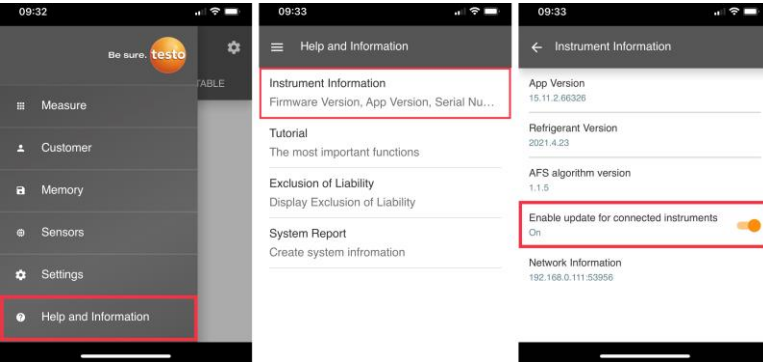 09:32
Be sure. testo
TABLE
Measure
Customer
Memory
Sensors
Settings
Help and Information
09:33
Help and Information
Instrument Information
Firmware Version, App Version, Serial Nu...
Tutorial
The most important functions
Exclusion of Liability
Display Exclusion of Liability
System Report
Create system infromation
09:33
Instrument Information
App Version
15.11.2.66326
Refrigerant Version
2021.4.23
AFS algorithm version
1.1.5
Enable update for connected instruments
On
Network Information
192.168.0.111:53956